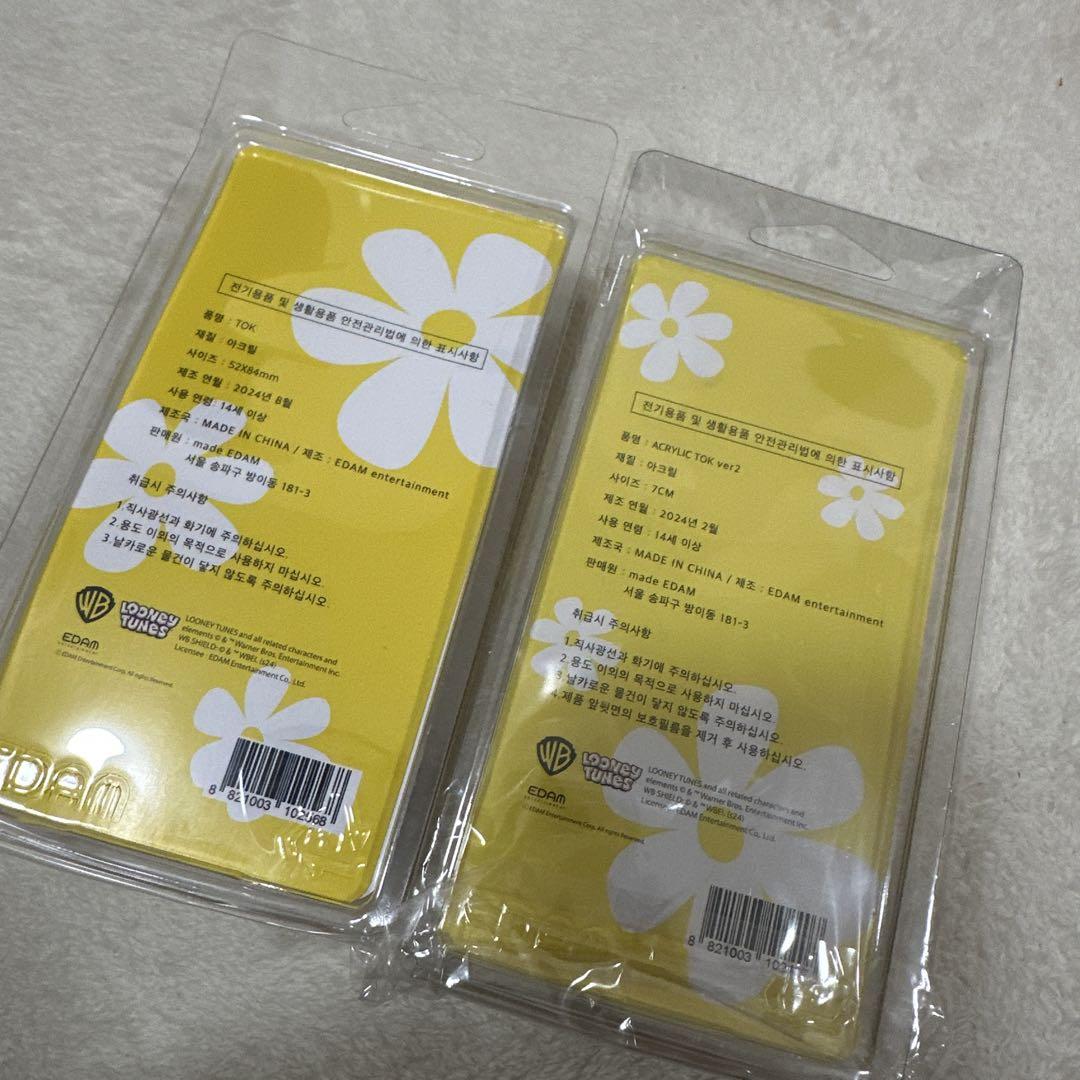 전기용품 및 생활용품 안전관리법에 의한 표시사항
품명 : TOK
재질 : 아크릴
사이즈 : 52X84mm
제조 연월 : 2024년 8월
사용 연령: 14세 이상
제조국 : MADE IN CHINA / 제조 : EDAM entertainment
판매원 : made EDAM
서울 송파구 방이동 181-3
취급시 주의사항
1.직사광선과 화기에 주의하십시오.
2.용도 이외의 목적으로 사용하지 마십시오.
3.날카로운 물건이 닿지 않도록 주의하십시오.
WB
LOONEY TUNES
LOONEY TUNES and all related characters and
elements © & ™ Warner Bros. Entertainment Inc.
WB SHIELD: © & ™ WBEI. (s24)
Licensee : EDAM Entertainment Co., Ltd.
EDAM
ENTERTAINMENT
ⓒ EDAM Entertainment Corp. All rights Reserved.
EDAM
8 821003 102068
전기용품 및 생활용품 안전관리법에 의한 표시사항
품명 : ACRYLIC TOK ver2
재질 : 아크릴
사이즈 : 7CM
제조 연월 : 2024년 2월
사용 연령 : 14세 이상
제조국 : MADE IN CHINA / 제조 : EDAM entertainment
판매원 : made EDAM
서울 송파구 방이동 181-3
취급시 주의사항
1.직사광선과 화기에 주의하십시오.
2.용도 이외의 목적으로 사용하지 마십시오.
3.날카로운 물건이 닿지 않도록 주의하십시오.
4.제품 앞뒷면의 보호필름을 제거 후 사용하십시오.
WB
LOONEY TUNES
LOONEY TUNES and all related characters and
elements © & ™ Warner Bros. Entertainment Inc.
WB SHIELD: © & ™ WBEI. (s24)
Licensee : EDAM Entertainment Co., Ltd.
EDAM
ENTERTAINMENT
ⓒ EDAM Entertainment Corp. All rights Reserved.
8 821003